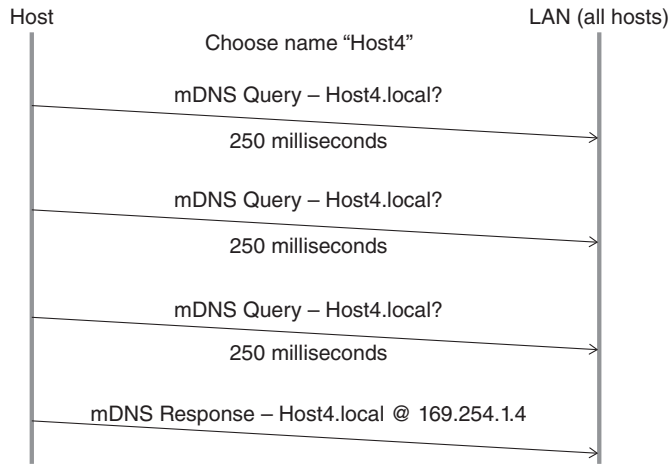 Host
LAN (all hosts)
Choose name “Host4”
mDNS Query – Host4.local?
250 milliseconds
mDNS Query – Host4.local?
250 milliseconds
mDNS Query – Host4.local?
250 milliseconds
mDNS Response – Host4.local @ 169.254.1.4